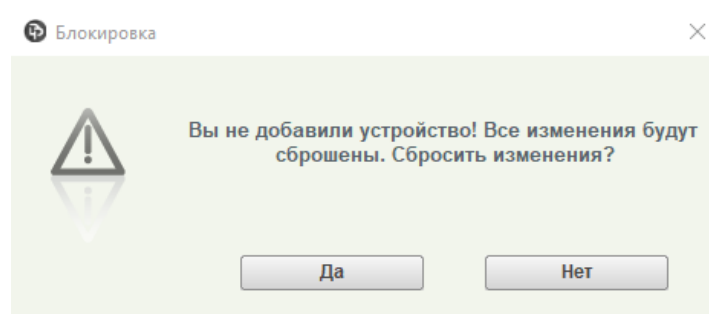 Блокировка
Вы не добавили устройство! Все изменения будут
сброшены. Сбросить изменения?
Да
Нет